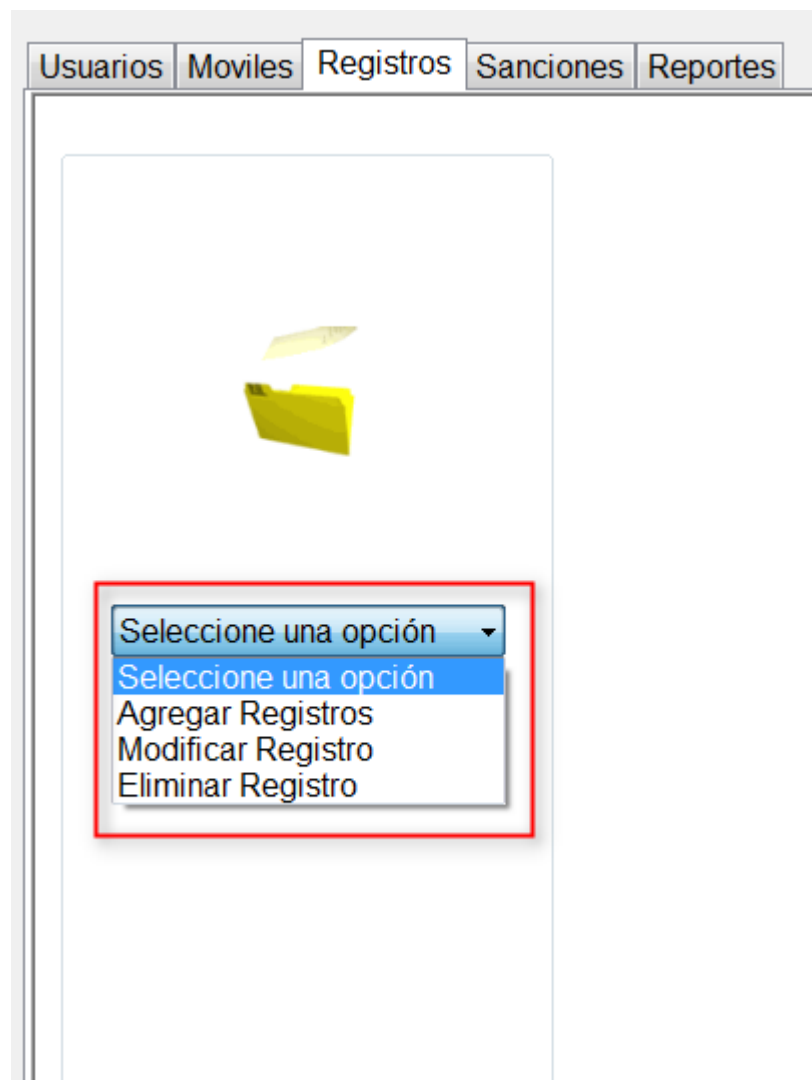 Usuarios Moviles Registros Sanciones Reportes
Seleccione una opción
Seleccione una opción
Agregar Registros
Modificar Registro
Eliminar Registro